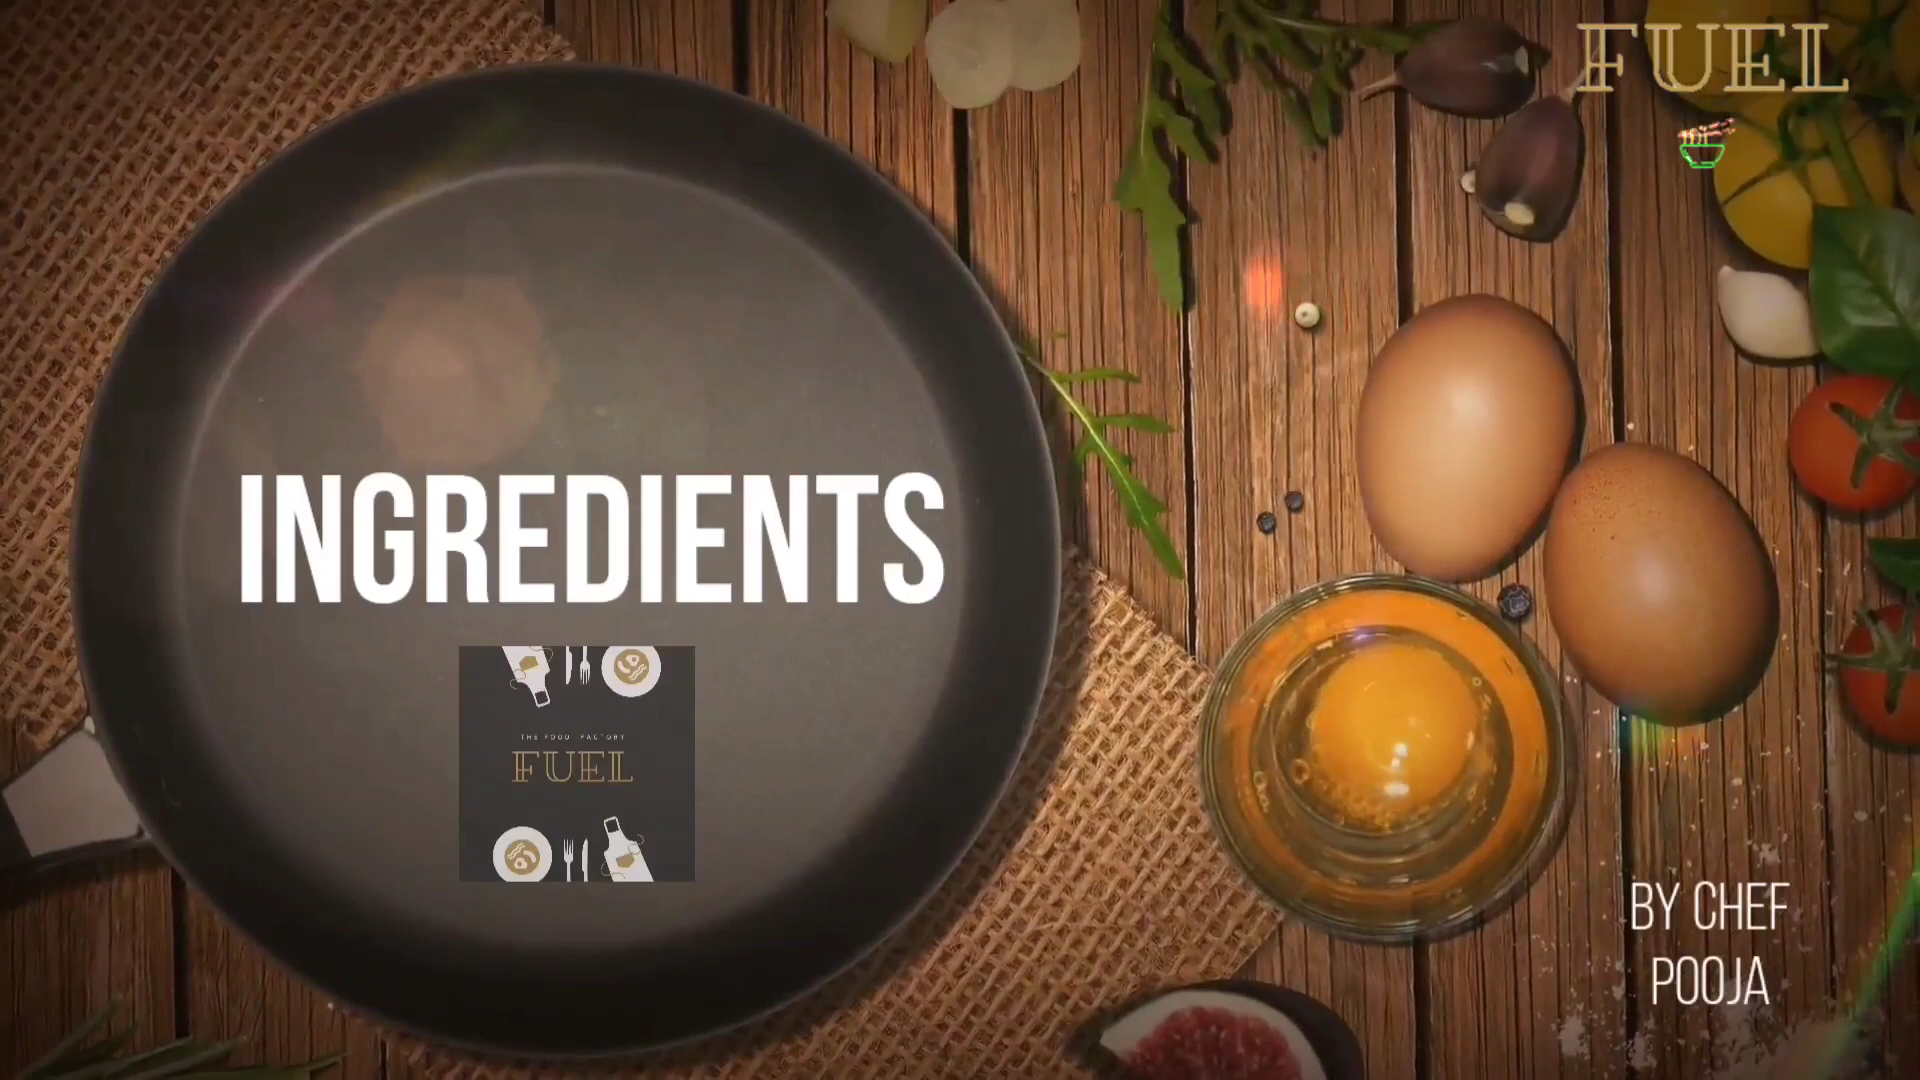 FUEL
INGREDIENTS
THE FOOD FACTORY
FUEL
BY CHEF
POOJA